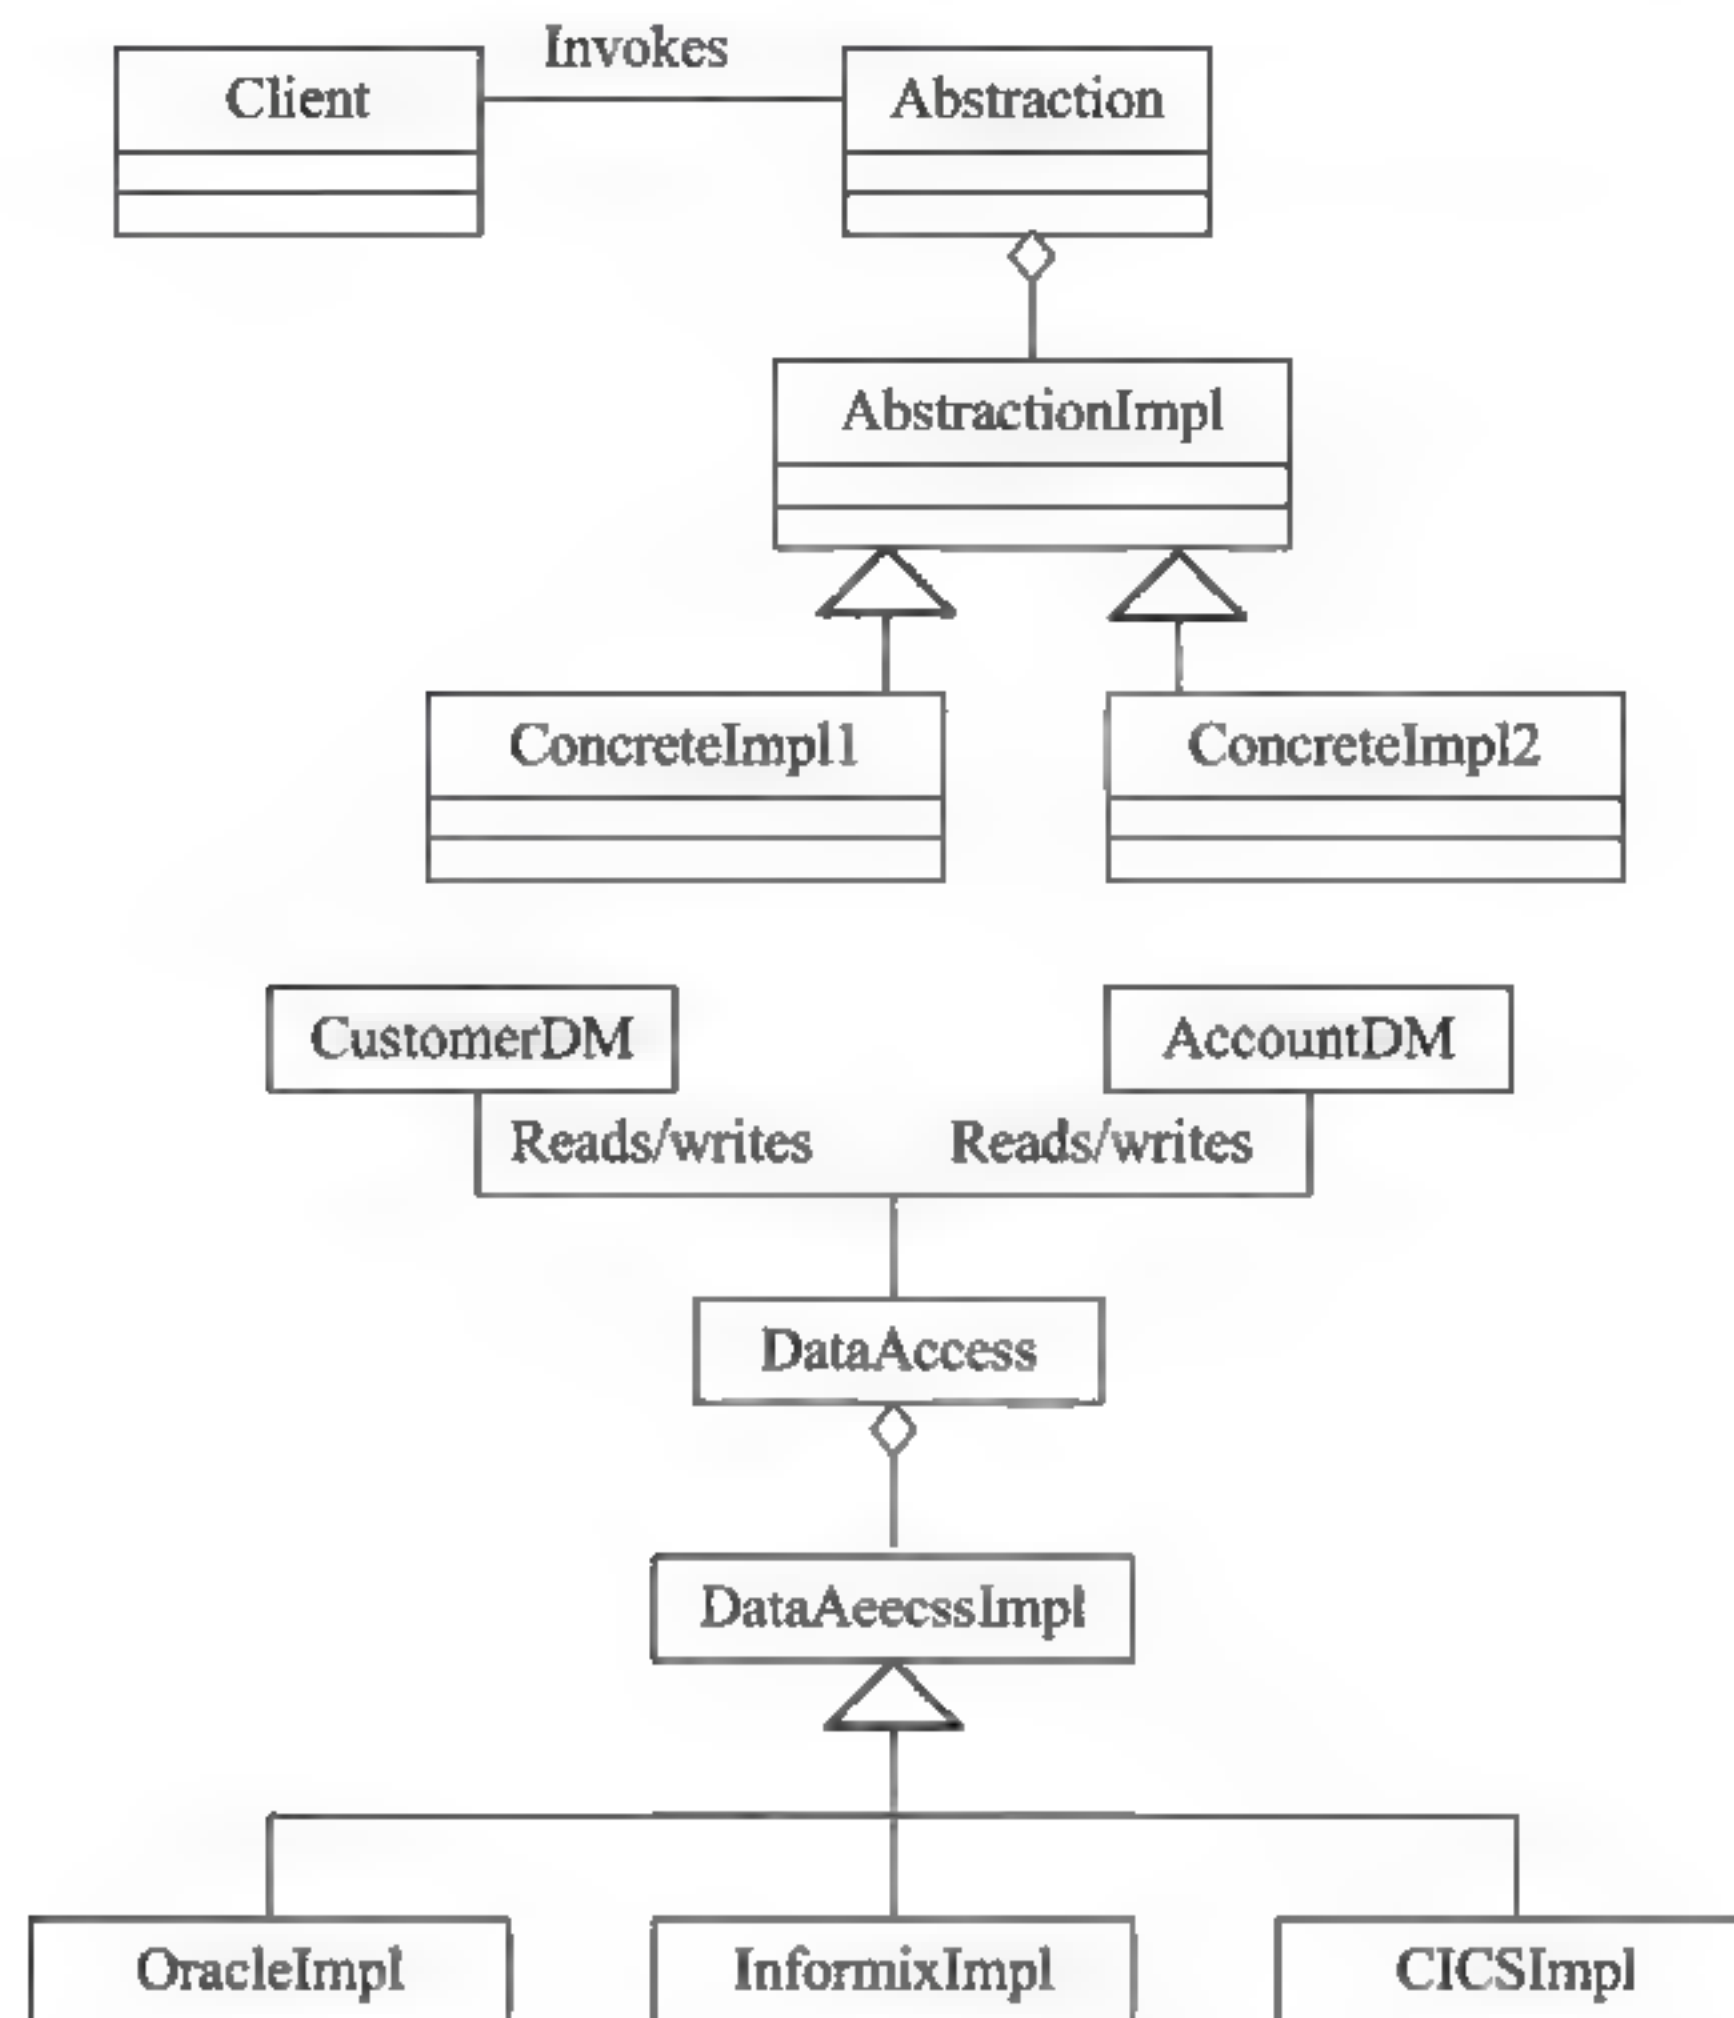 Invokes
Client
Abstraction
AbstractionImpl
ConcreteImpl1
ConcreteImpl2
CustomerDM
AccountDM
Reads/writes
Reads/writes
DataAccess
DataAeecssImpl
OracleImpl
InformixImpl
CICSImpl